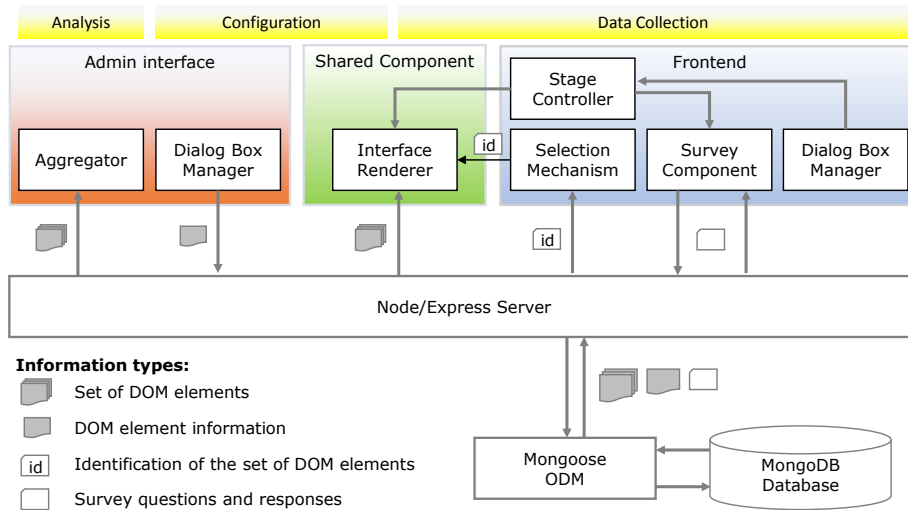 Analysis
Configuration
Data Collection
Admin interface
Shared Component
Frontend
Stage
Controller
Aggregator
Dialog Box
Manager
Interface
Renderer
id
Selection
Mechanism
Survey
Component
Dialog Box
Manager
id
Node/Express Server
Information types:
Set of DOM elements
DOM element information
id
Identification of the set of DOM elements
Survey questions and responses
Mongoose
ODM
MongoDB
Database